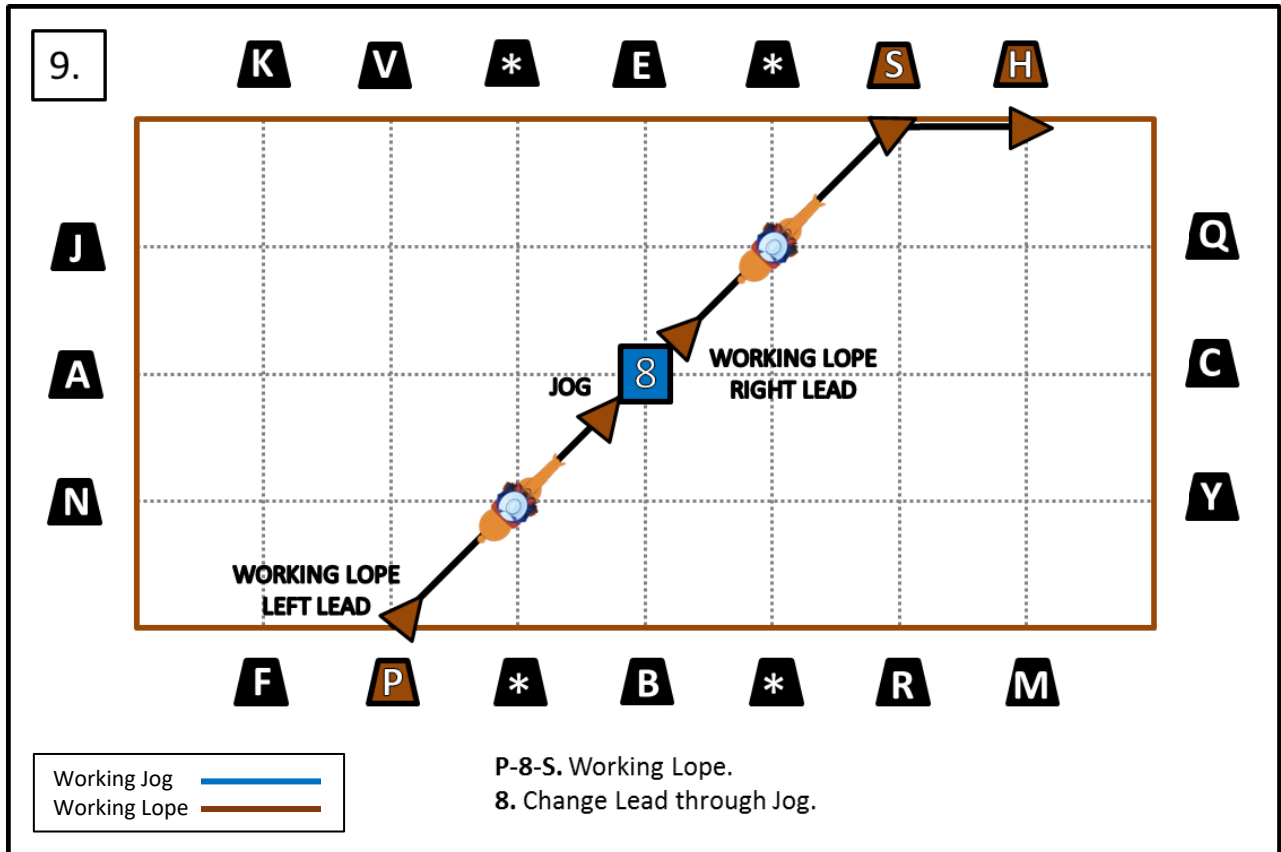 9.
K V * E * S H
J Q
A C
N Y
8
JOG
WORKING LOPE
RIGHT LEAD
WORKING LOPE
LEFT LEAD
F P * B * R M
Working Jog
Working Lope
P-8-S. Working Lope.
8. Change Lead through Jog.